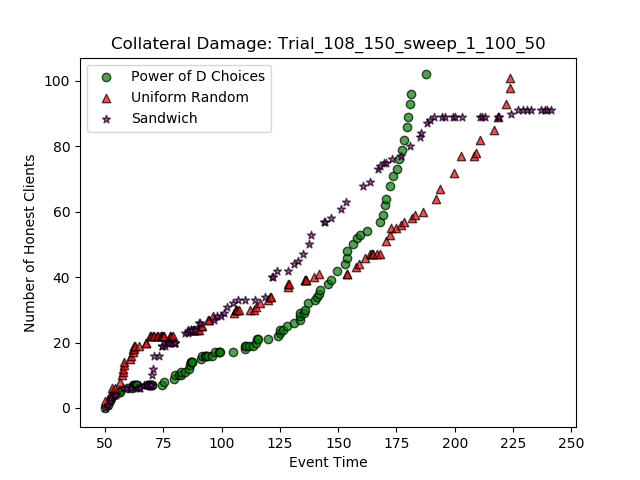 Collateral Damage: Trial_108_150_sweep_1_100_50
Power of D Choices
Uniform Random
Sandwich
Number of Honest Clients
100
80
60
40
20
0
50
75
100
125
150
175
200
225
250
Event Time